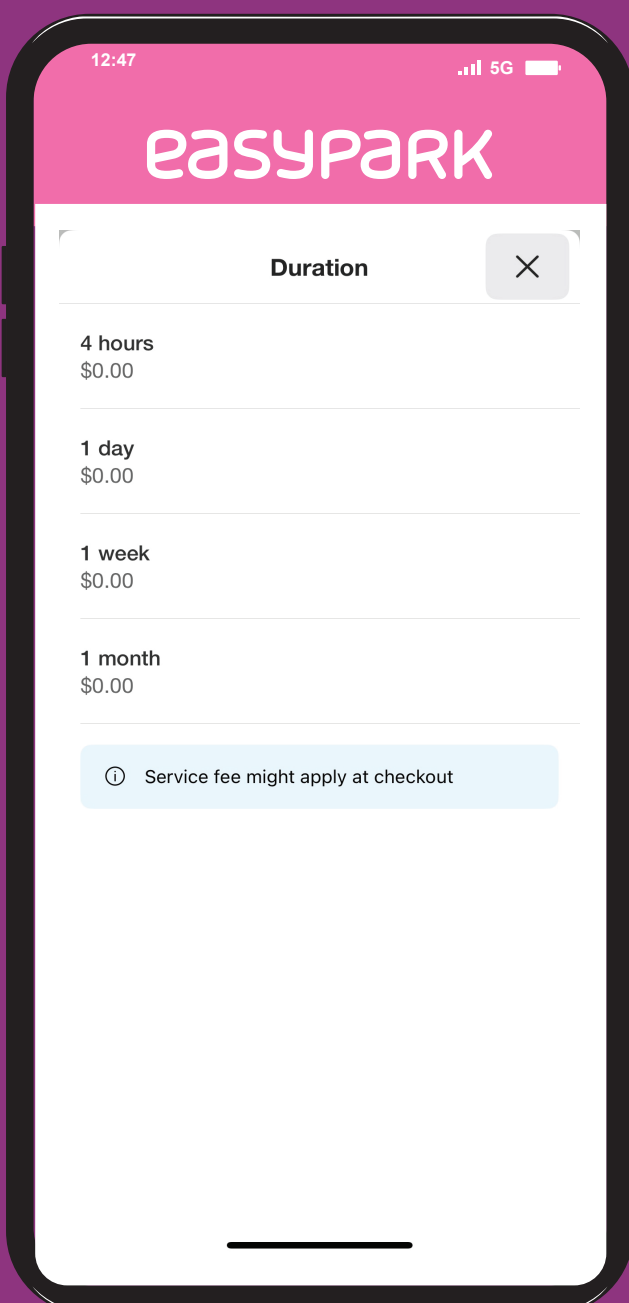 12:47
5G
easypark
Duration
4 hours
$0.00
1 day
$0.00
1 week
$0.00
1 month
$0.00
Service fee might apply at checkout